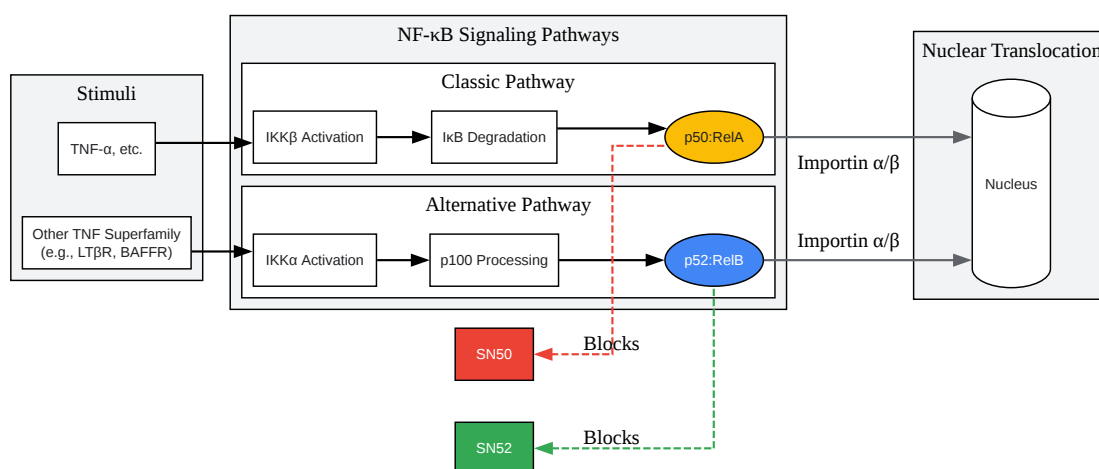 NF-κB Signaling Pathways
Nuclear Translocation
Stimuli
Classic Pathway
TNF-α, etc.
IKKβ Activation
IκB Degradation
p50:RelA
Importin α/β
Nucleus
Alternative Pathway
Other TNF Superfamily
(e.g., LTβR, BAFFR)
IKKα Activation
p100 Processing
p52:RelB
Importin α/β
SN50
Blocks
SN52
Blocks